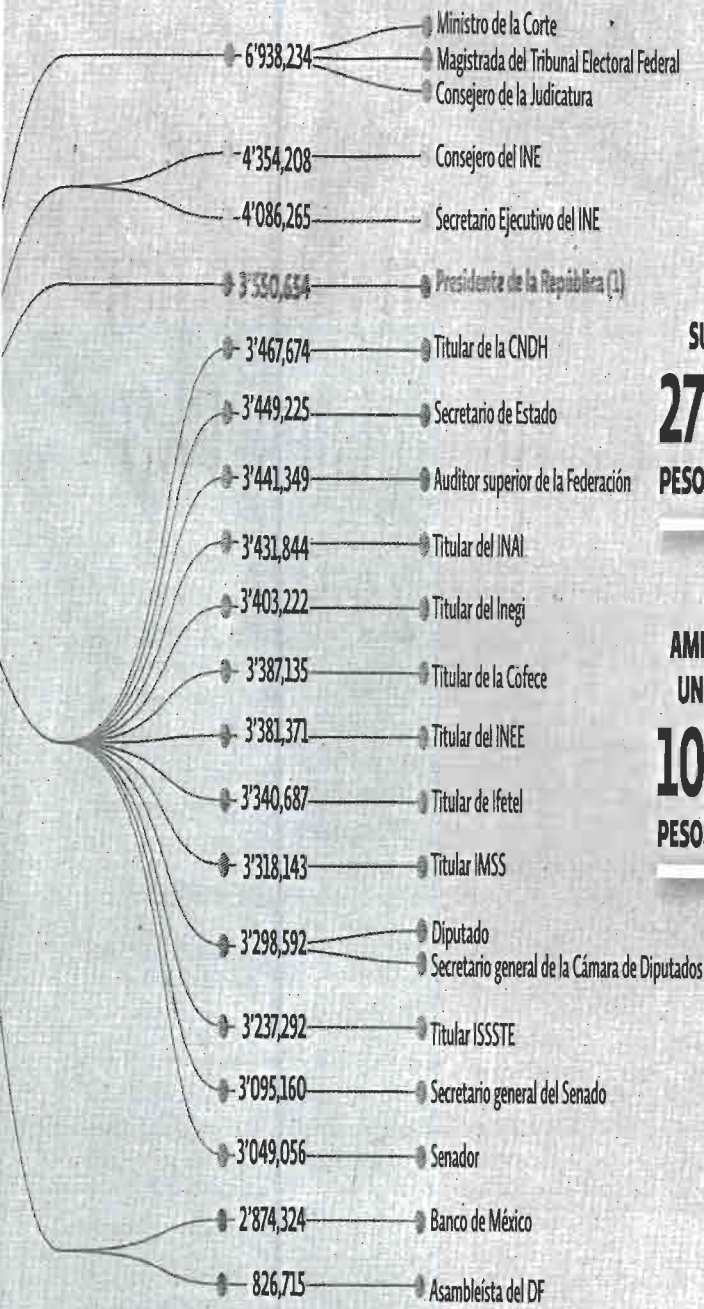 6'938,234
Ministro de la Corte
Magistrada del Tribunal Electoral Federal
Consejero de la Judicatura
4'354,208 Consejero del INE
4'086,265 Secretario Ejecutivo del INE
Presidente de la República (1)
3'467,674 Titular de la CNDH
3'449,225 Secretario de Estado
3'441,349 Auditor superior de la Federación
3'431,844 Titular del INAI
3'403,222 Titular del Inegi
3'387,135 Titular de la Cofece
3'381,371 Titular del INEE
3'340,687 Titular de Ifetel
3'318,143 Titular IMSS
3'298,592
Diputado
Secretario general de la Cámara de Diputados
3'237,292 Titular ISSSTE
3'095,160 Secretario general del Senado
3'049,056 Senador
2'874,324 Banco de México
826,715 Asambleísta del DF
SU
27
PESO
AMI
UN
10
PESO